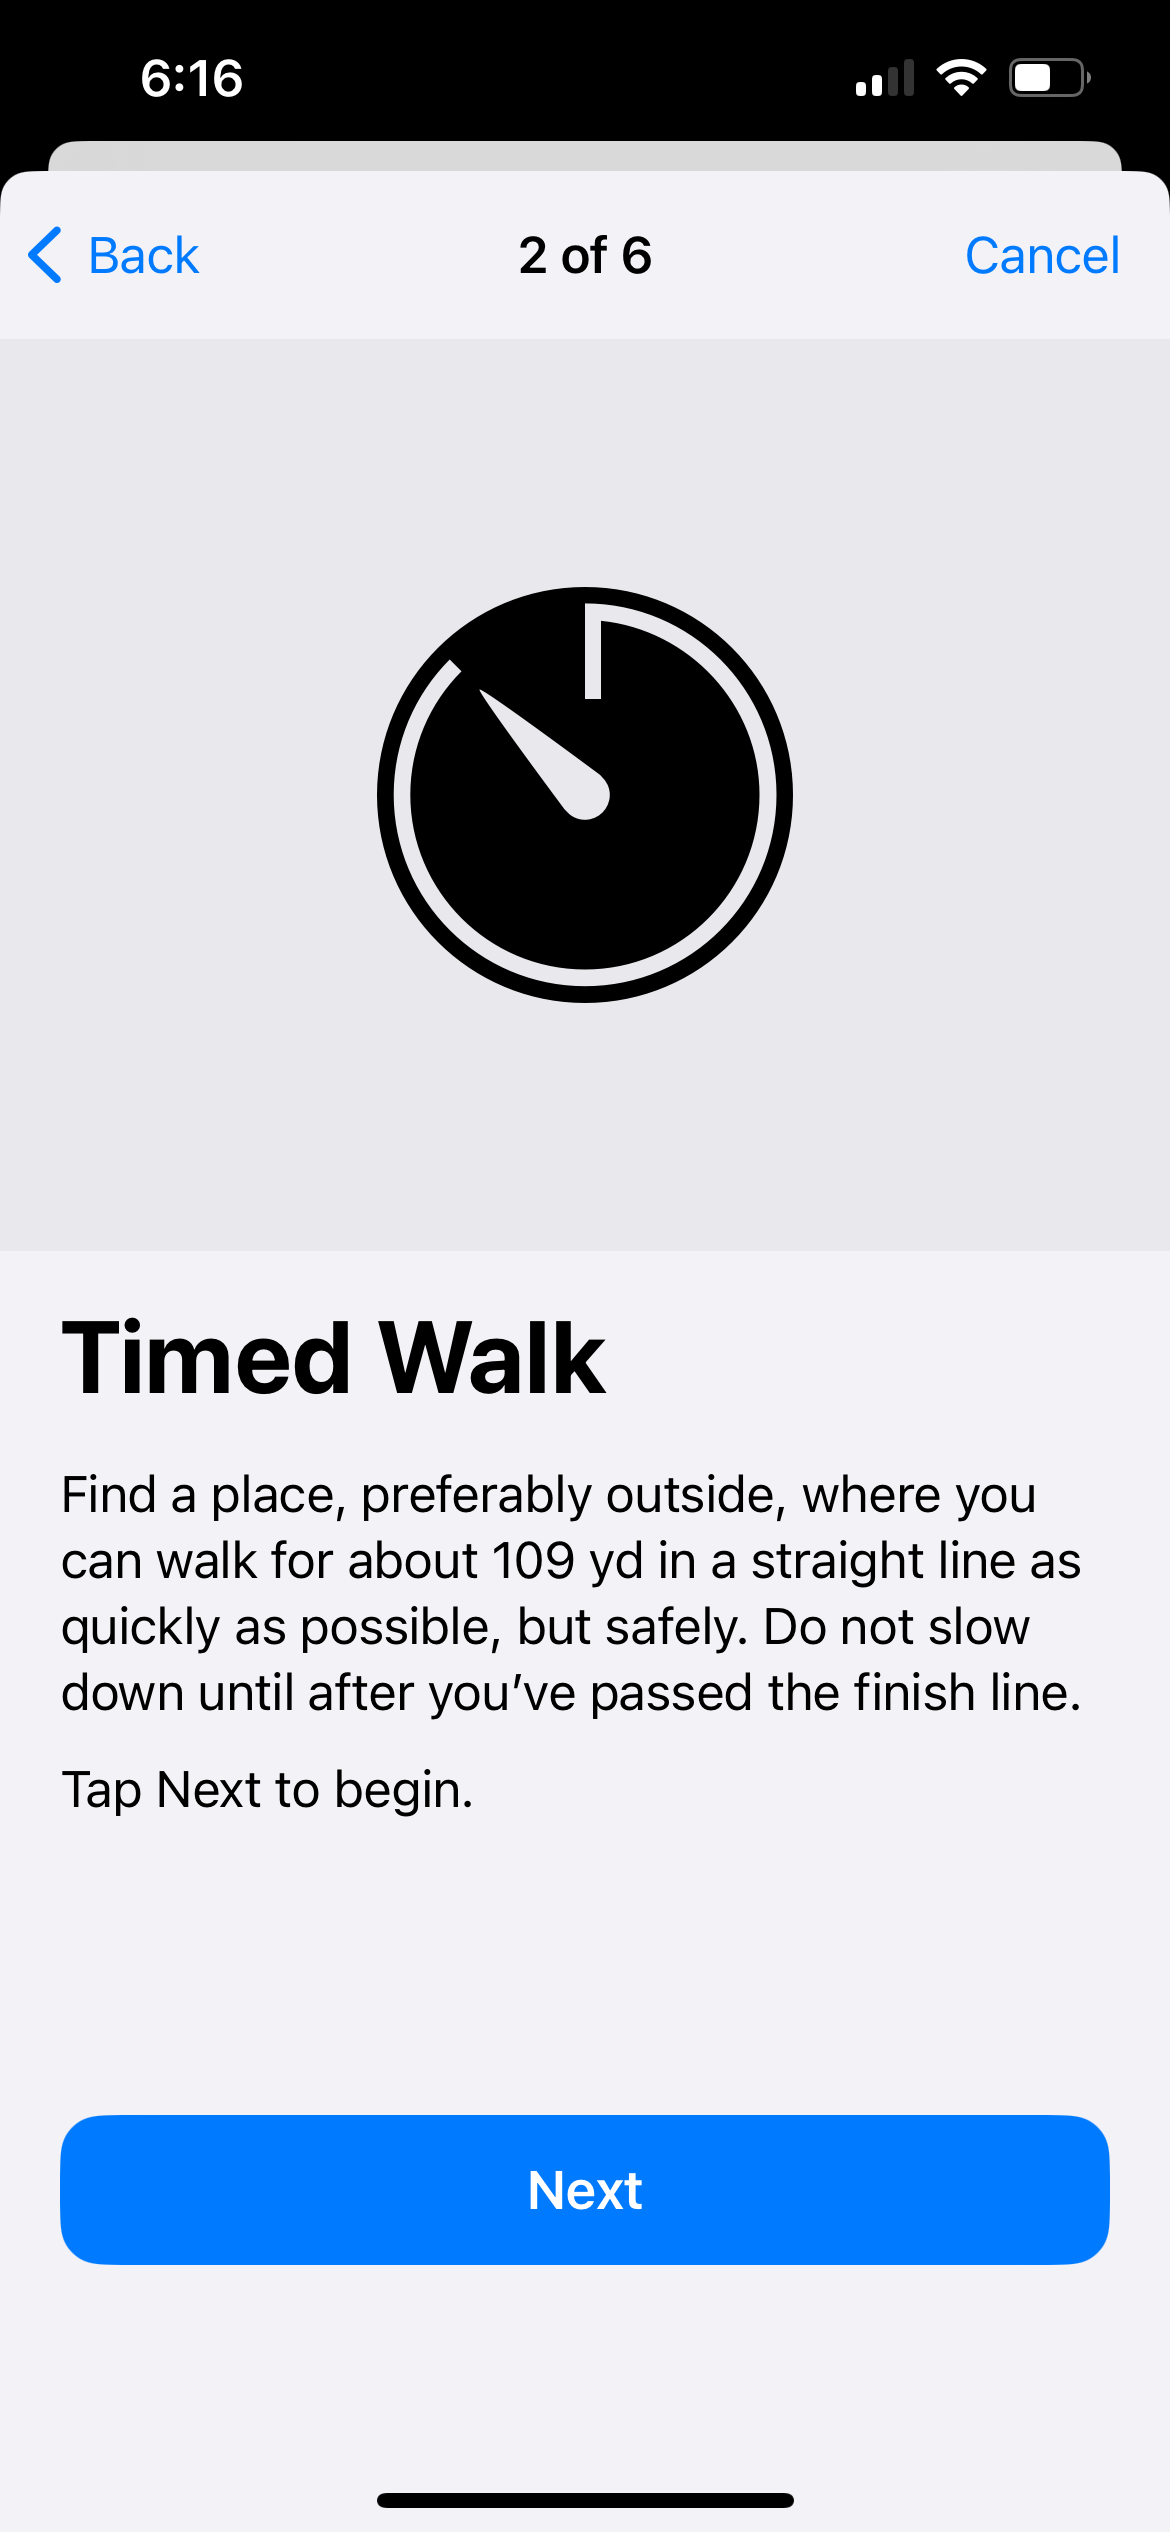 6:16
Back
2 of 6
Cancel
Timed Walk
Find a place, preferably outside, where you
can walk for about 109 yd in a straight line as
quickly as possible, but safely. Do not slow
down until after you’ve passed the finish line.
Tap Next to begin.
Next